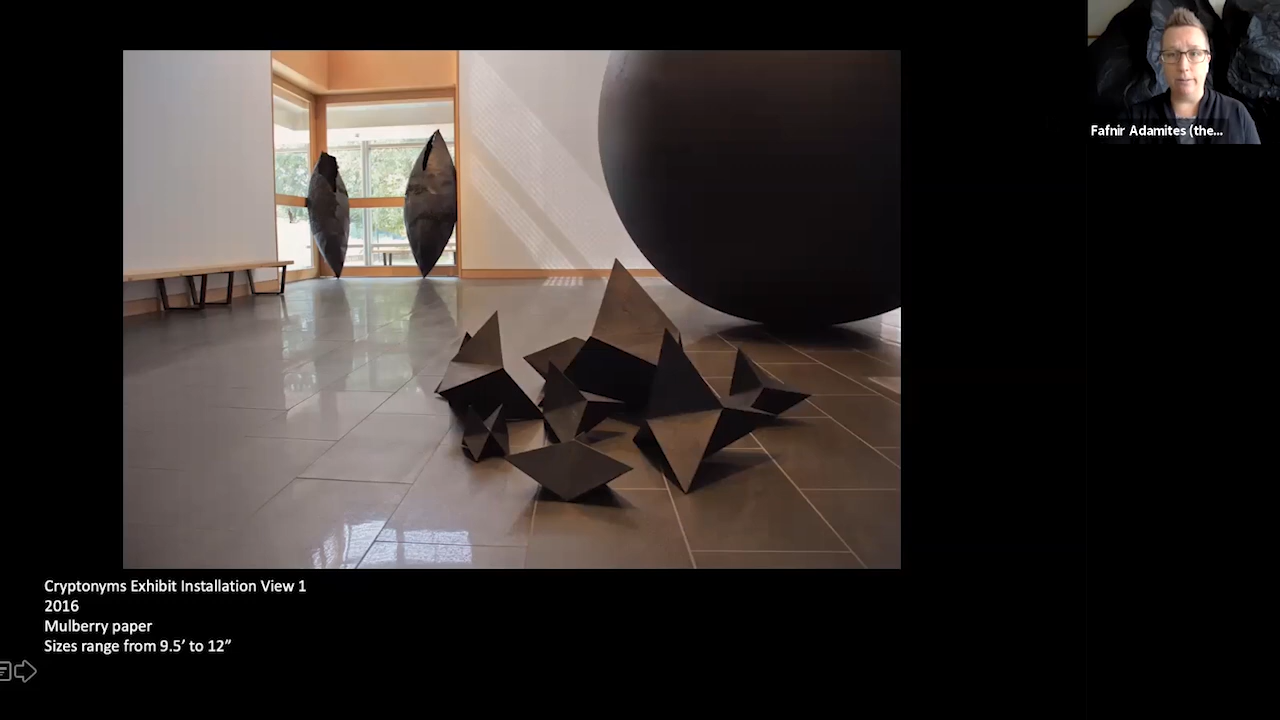 Fafnir Adamites (the...
Cryptonyms Exhibit Installation View 1
2016
Mulberry paper
Sizes range from 9.5’ to 12”